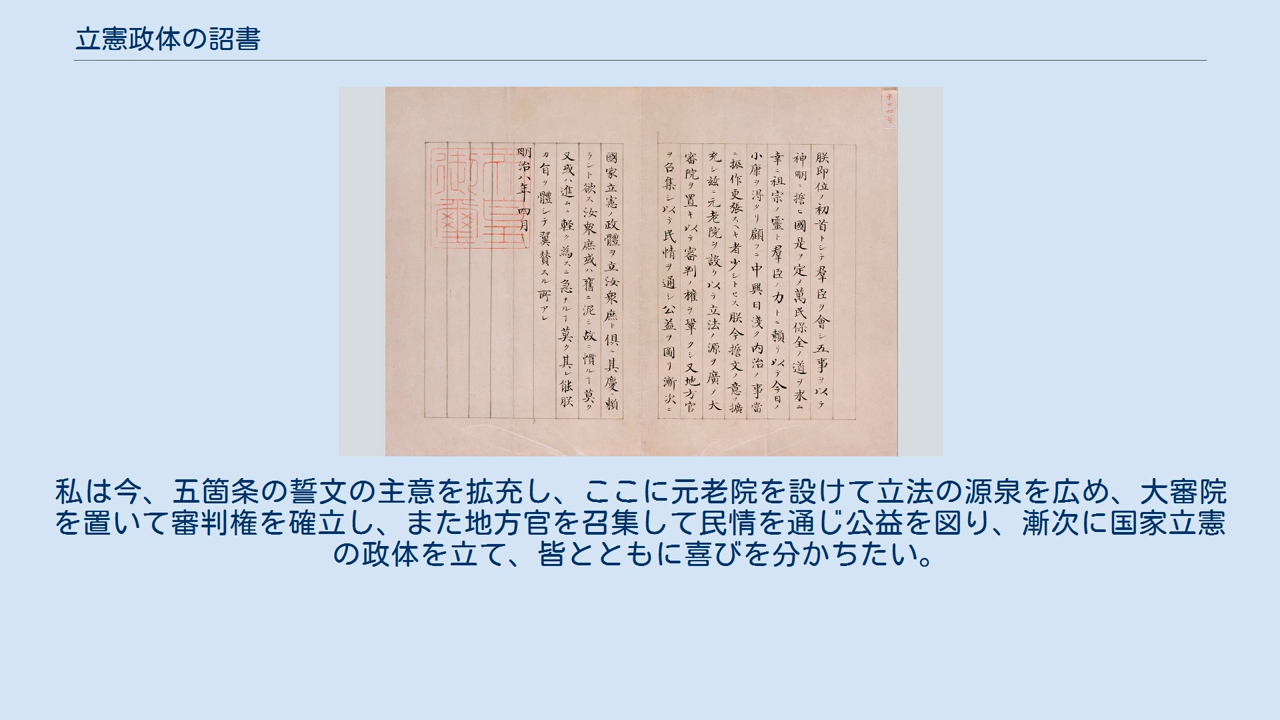 立憲政体の詔書
朕即位ノ初首トシテ羣臣ヲ會シ五事ヲ以テ
神明ニ誓ヒ國是ヲ定メ萬民保全ノ道ヲ求ム
幸ニ祖宗ノ靈ト羣臣ノ力トニ頼リ以テ今日ノ
小康ヲ得タリ顧フニ中興日淺ク内治ノ事當
ニ振作更張スヘキ者少シトセス朕今誓文ノ意ヲ擴
充シ茲ニ元老院ヲ設ケ以テ立法ノ源ヲ廣メ大
審院ヲ置キ以テ審判ノ權ヲ鞏クシ又地方官
ヲ召集シ以テ民情ヲ通シ公益ヲ圖リ漸次ニ
國家立憲ノ政體ヲ立汝衆庶ト倶ニ其慶ニ頼
ラント欲ス汝衆庶或ハ舊ニ泥ミ故ニ慣ルヽ莫ク
又或ハ進ムニ輕ク為スニ急ナルヿ莫ク其レ能朕
カ旨ヲ體シテ翼賛スル所アレ
明治八年四月
私は今、五箇条の誓文の主意を拡充し、ここに元老院を設けて立法の源泉を広め、大審院
を置いて審判権を確立し、また地方官を召集して民情を通じ公益を図り、漸次に国家立憲
の政体を立て、皆とともに喜びを分かちたい。